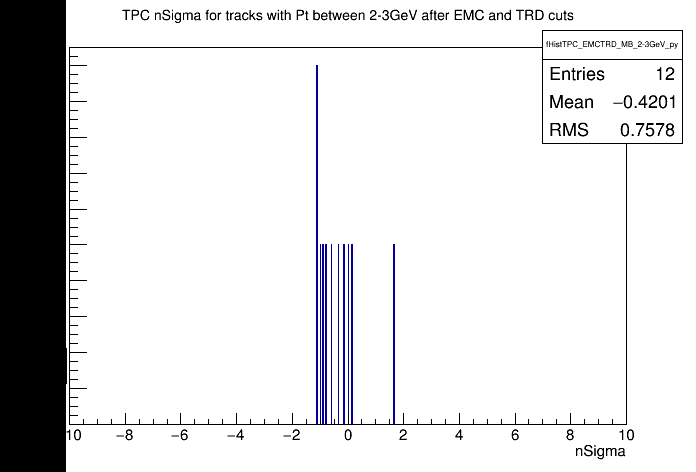 TPC nSigma for tracks with Pt between 2-3GeV after EMC and TRD cuts
fHistTPC_EMCTRD_MB_2-3GeV_py
Entries 12
Mean −0.4201
RMS 0.7578
10 −8 −6 −4 −2 0 2 4 6 8 10
nSigma